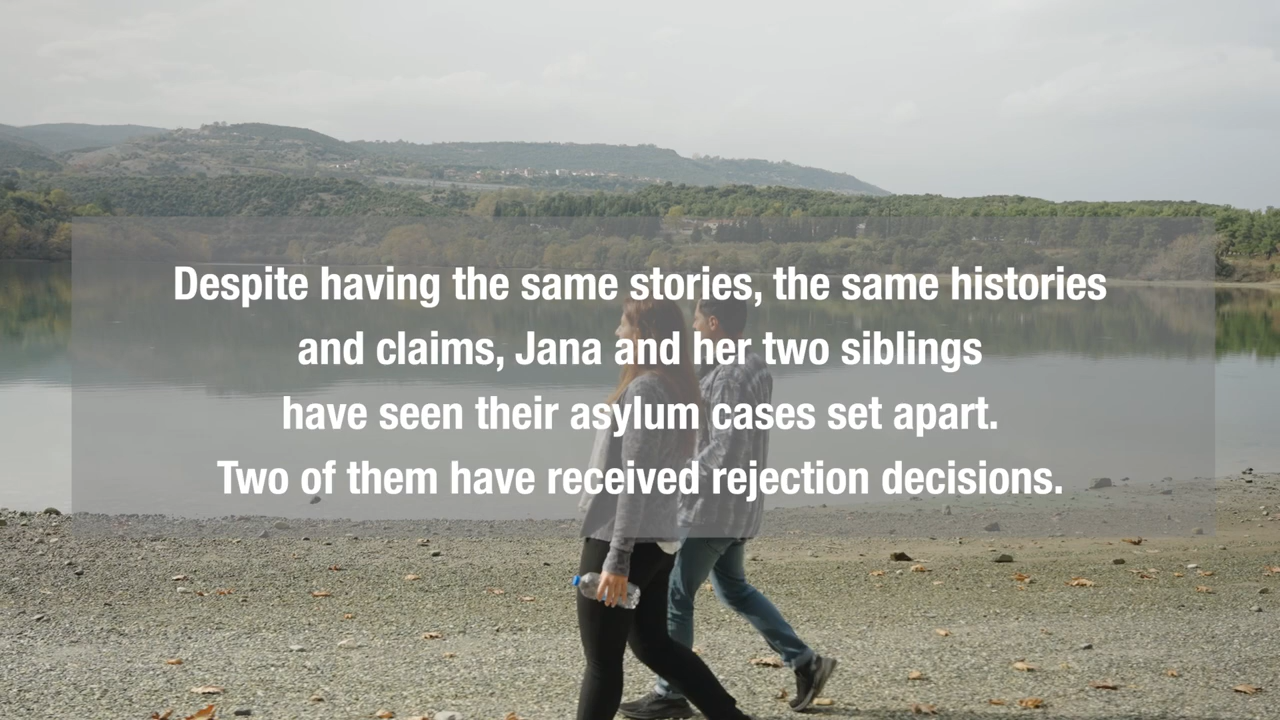 Despite having the same stories, the same histories
and claims, Jana and her two siblings
have seen their asylum cases set apart.
Two of them have received rejection decisions.